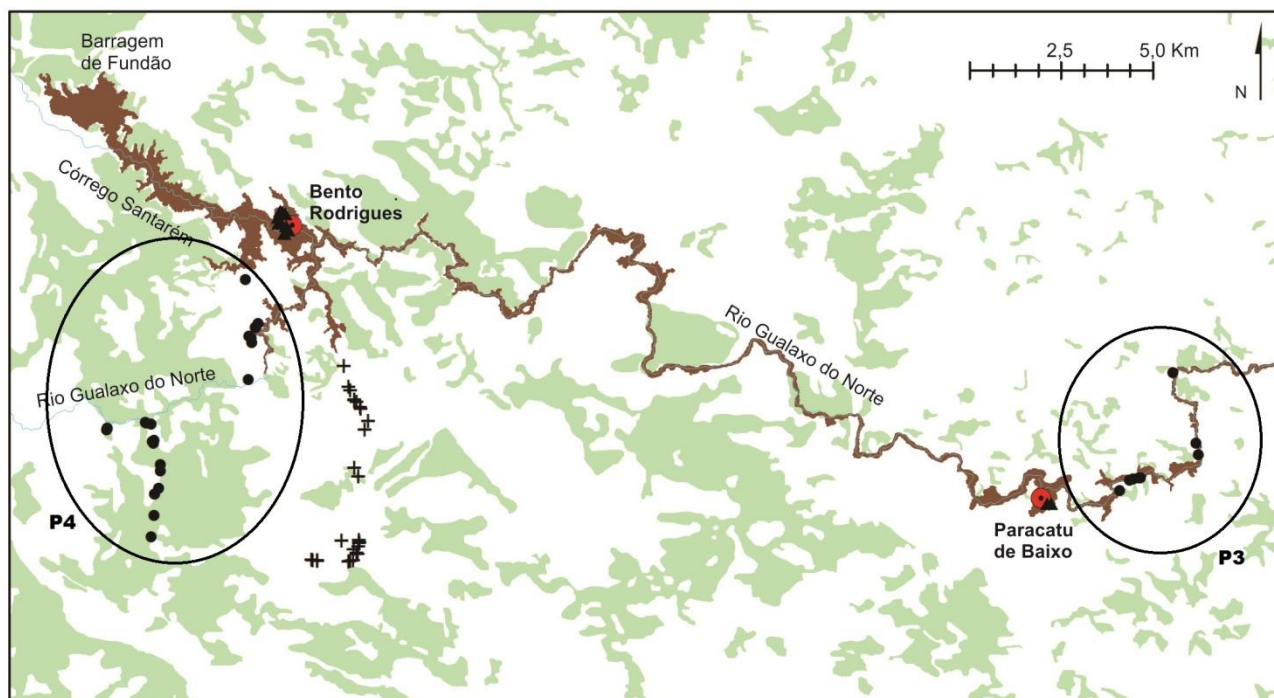 Barragem
de Fundão
2,5
5,0 Km
N
Córrego Santarém
Bento
Rodrigues
Rio Gualaxo do Norte
Rio Gualaxo do Norte
P4
Paracatu
de Baixo
P3